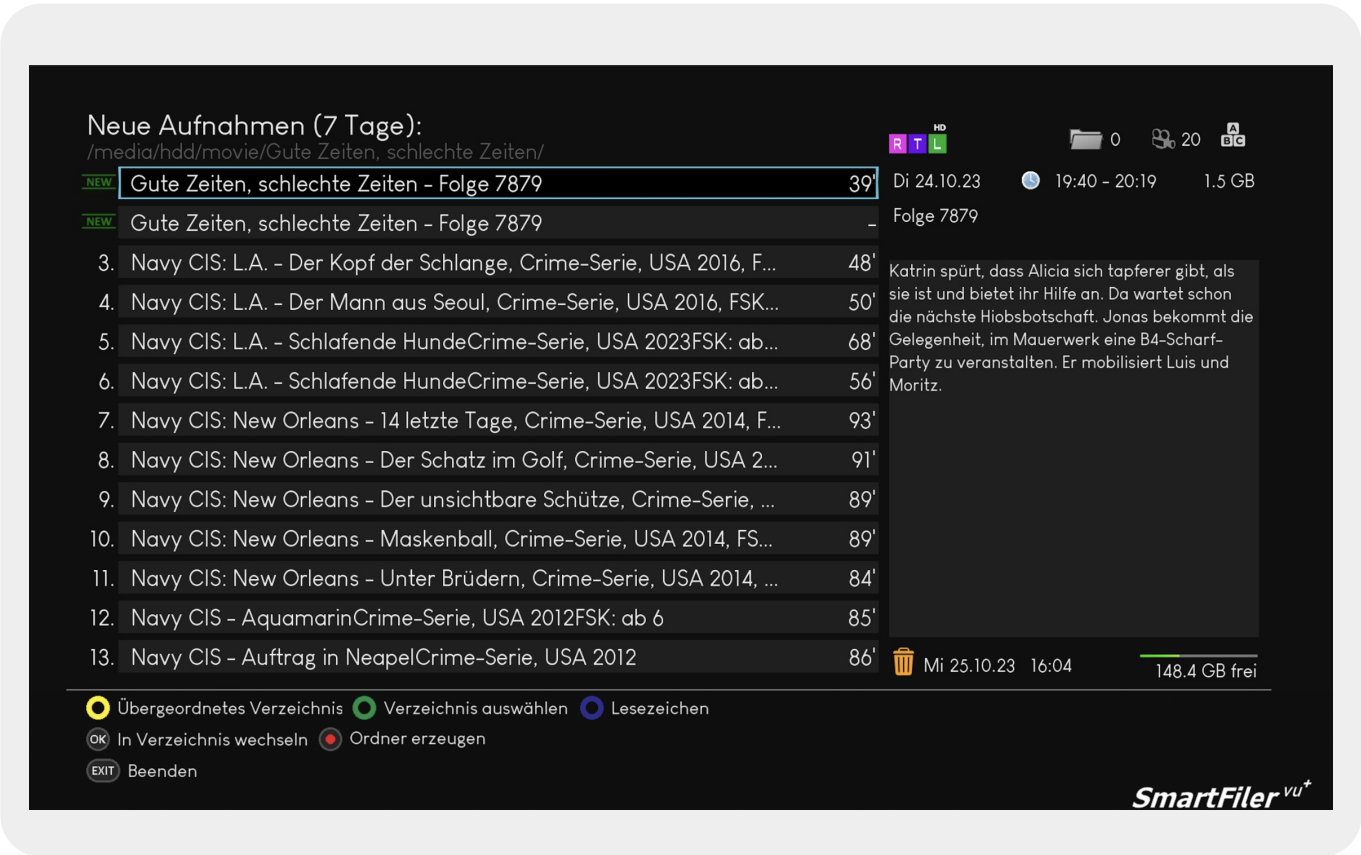 Neue Aufnahmen (7 Tage):
/media/hdd/movie/Gute Zeiten, schlechte Zeiten/
RTL HD
0
20
A B C
NEW Gute Zeiten, schlechte Zeiten - Folge 7879 39'
NEW Gute Zeiten, schlechte Zeiten - Folge 7879 -
3. Navy CIS: L.A. - Der Kopf der Schlange, Crime-Serie, USA 2016, F... 48'
4. Navy CIS: L.A. - Der Mann aus Seoul, Crime-Serie, USA 2016, FSK... 50'
5. Navy CIS: L.A. - Schlafende HundeCrime-Serie, USA 2023FSK: ab... 68'
6. Navy CIS: L.A. - Schlafende HundeCrime-Serie, USA 2023FSK: ab... 56'
7. Navy CIS: New Orleans - 14 letzte Tage, Crime-Serie, USA 2014, F... 93'
8. Navy CIS: New Orleans - Der Schatz im Golf, Crime-Serie, USA 2... 91'
9. Navy CIS: New Orleans - Der unsichtbare Schütze, Crime-Serie, ... 89'
10. Navy CIS: New Orleans - Maskenball, Crime-Serie, USA 2014, FS... 89'
11. Navy CIS: New Orleans - Unter Brüdern, Crime-Serie, USA 2014, ... 84'
12. Navy CIS - AquamarinCrime-Serie, USA 2012FSK: ab 6 85'
13. Navy CIS - Auftrag in NeapelCrime-Serie, USA 2012 86'
Di 24.10.23 19:40 - 20:19 1.5 GB
Folge 7879
Katrin spürt, dass Alicia sich tapferer gibt, als
sie ist und bietet ihr Hilfe an. Da wartet schon
die nächste Hiobsbotschaft. Jonas bekommt die
Gelegenheit, im Mauerwerk eine B4-Scharf-
Party zu veranstalten. Er mobilisiert Luis und
Moritz.
Mi 25.10.23 16:04
148.4 GB frei
Übergeordnetes Verzeichnis Verzeichnis auswählen Lesezeichen
OK In Verzeichnis wechseln Ordner erzeugen
EXIT Beenden
SmartFiler vu+